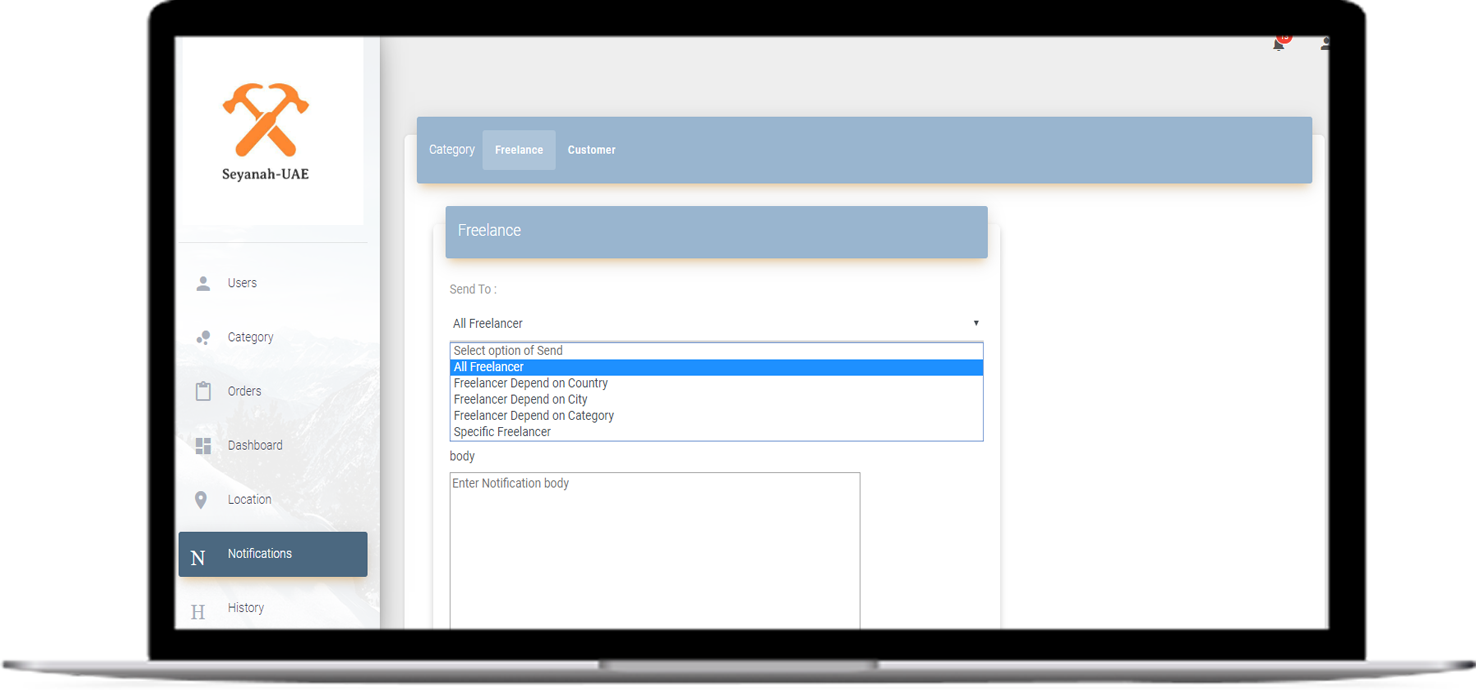 Seyanah-UAE
Users
Category
Orders
Dashboard
Location
N Notifications
H History
Category Freelance Customer
Freelance
Send To :
All Freelancer
Select option of Send
All Freelancer
Freelancer Depend on Country
Freelancer Depend on City
Freelancer Depend on Category
Specific Freelancer
body
Enter Notification body